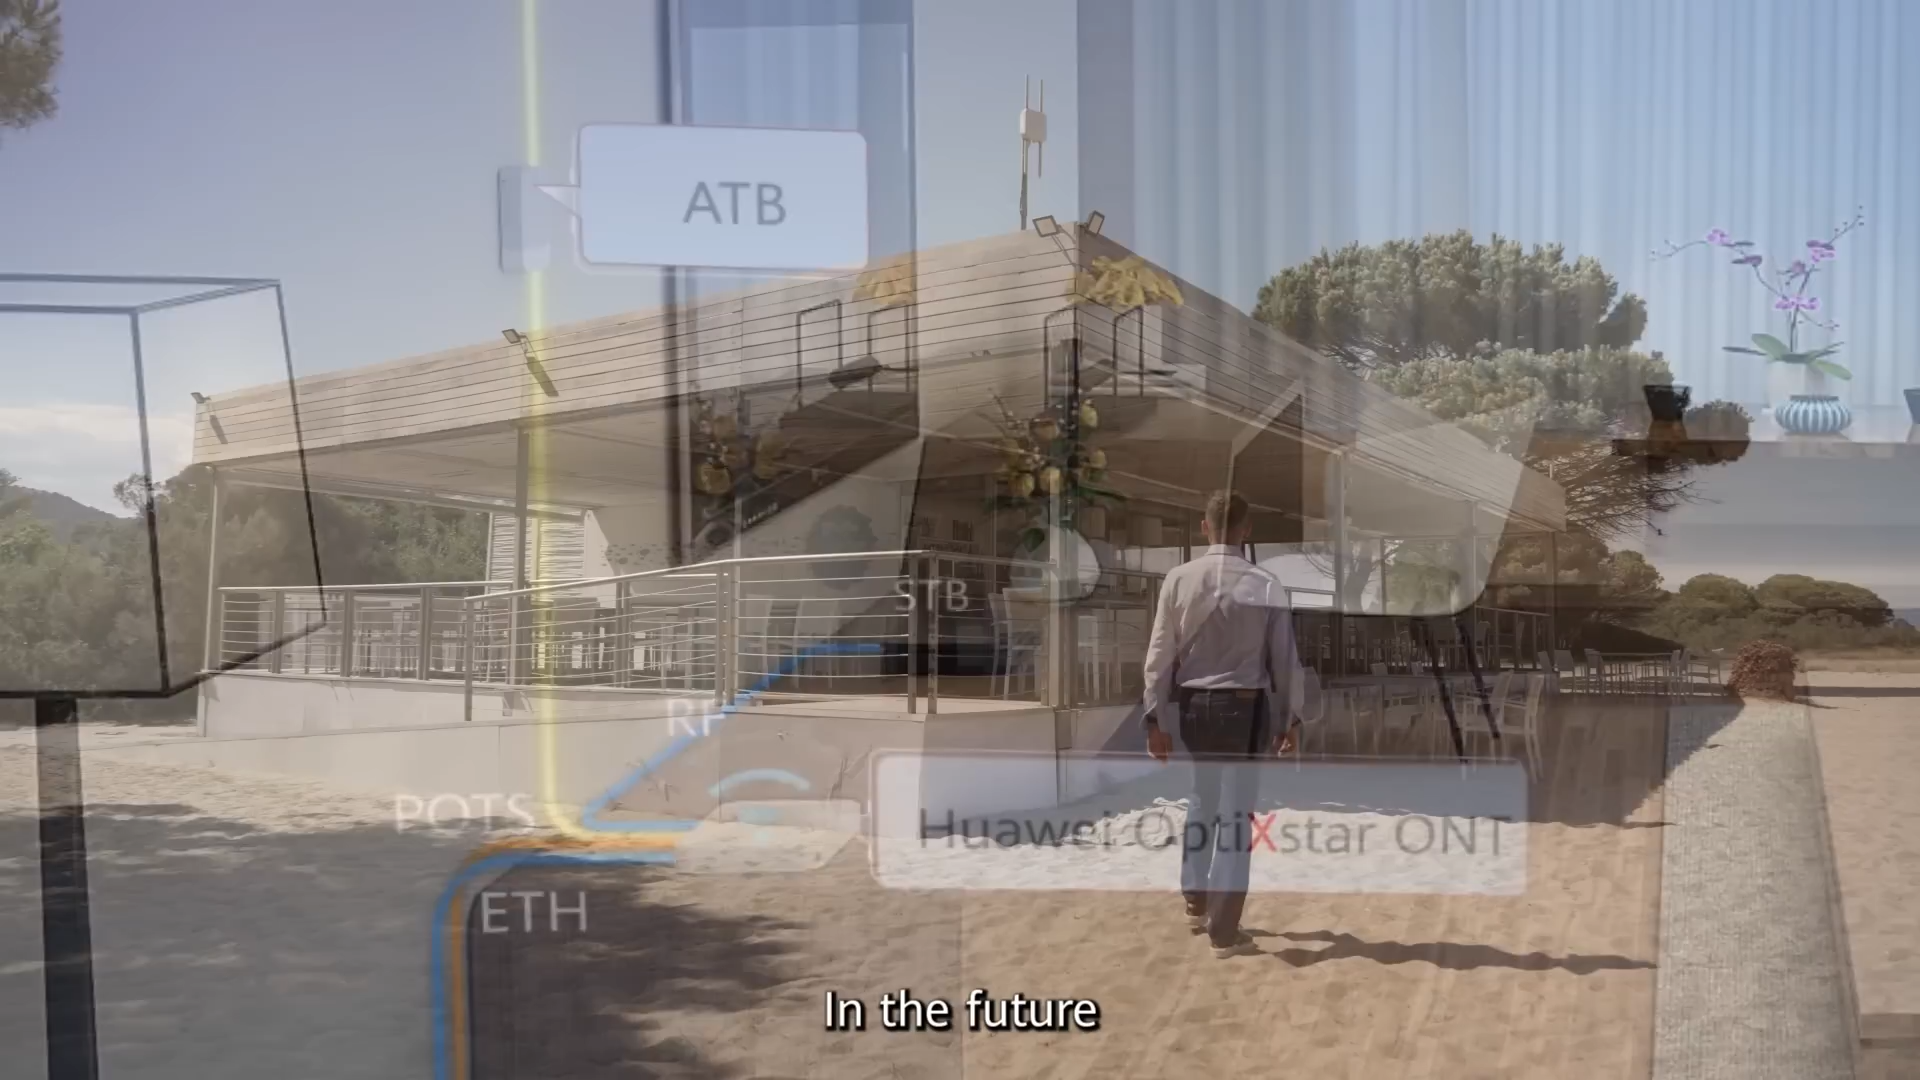 ATB
STB
RF
POTS
Huawei OptiXstar ONT
ETH
In the future